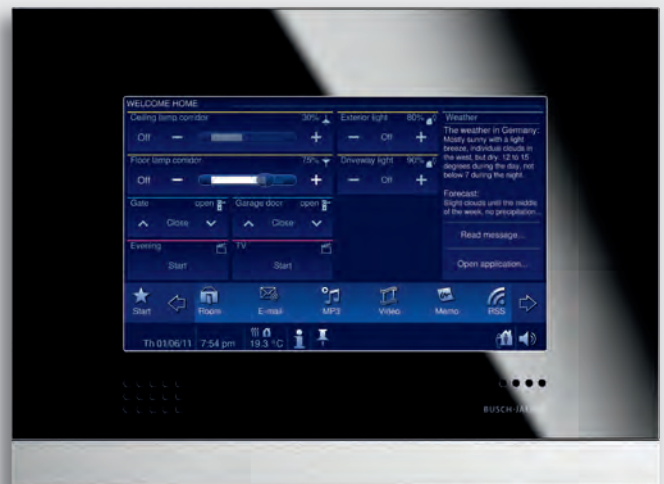 WELCOME HOME
Ceiling lamp corridor 30%
Off − +
Exterior light 80%
− Off +
Floor lamp corridor 75%
Off − +
Driveway light 90%
− Off +
Gate open
Close
Garage door open
Close
Evening
Start
TV
Start
Weather
The weather in Germany:
Mostly sunny with a light
breeze, individual clouds in
the west, but dry. 12 to 15
degrees during the day, not
below 7 during the night.
Forecast:
Slight clouds until the middle
of the week, no precipitation...
Read message...
Open application...
Start Room E-mail MP3 Video Memo RSS
Th 01/06/11 7:54 pm 19.3 °C
BUSCH-JAEGER